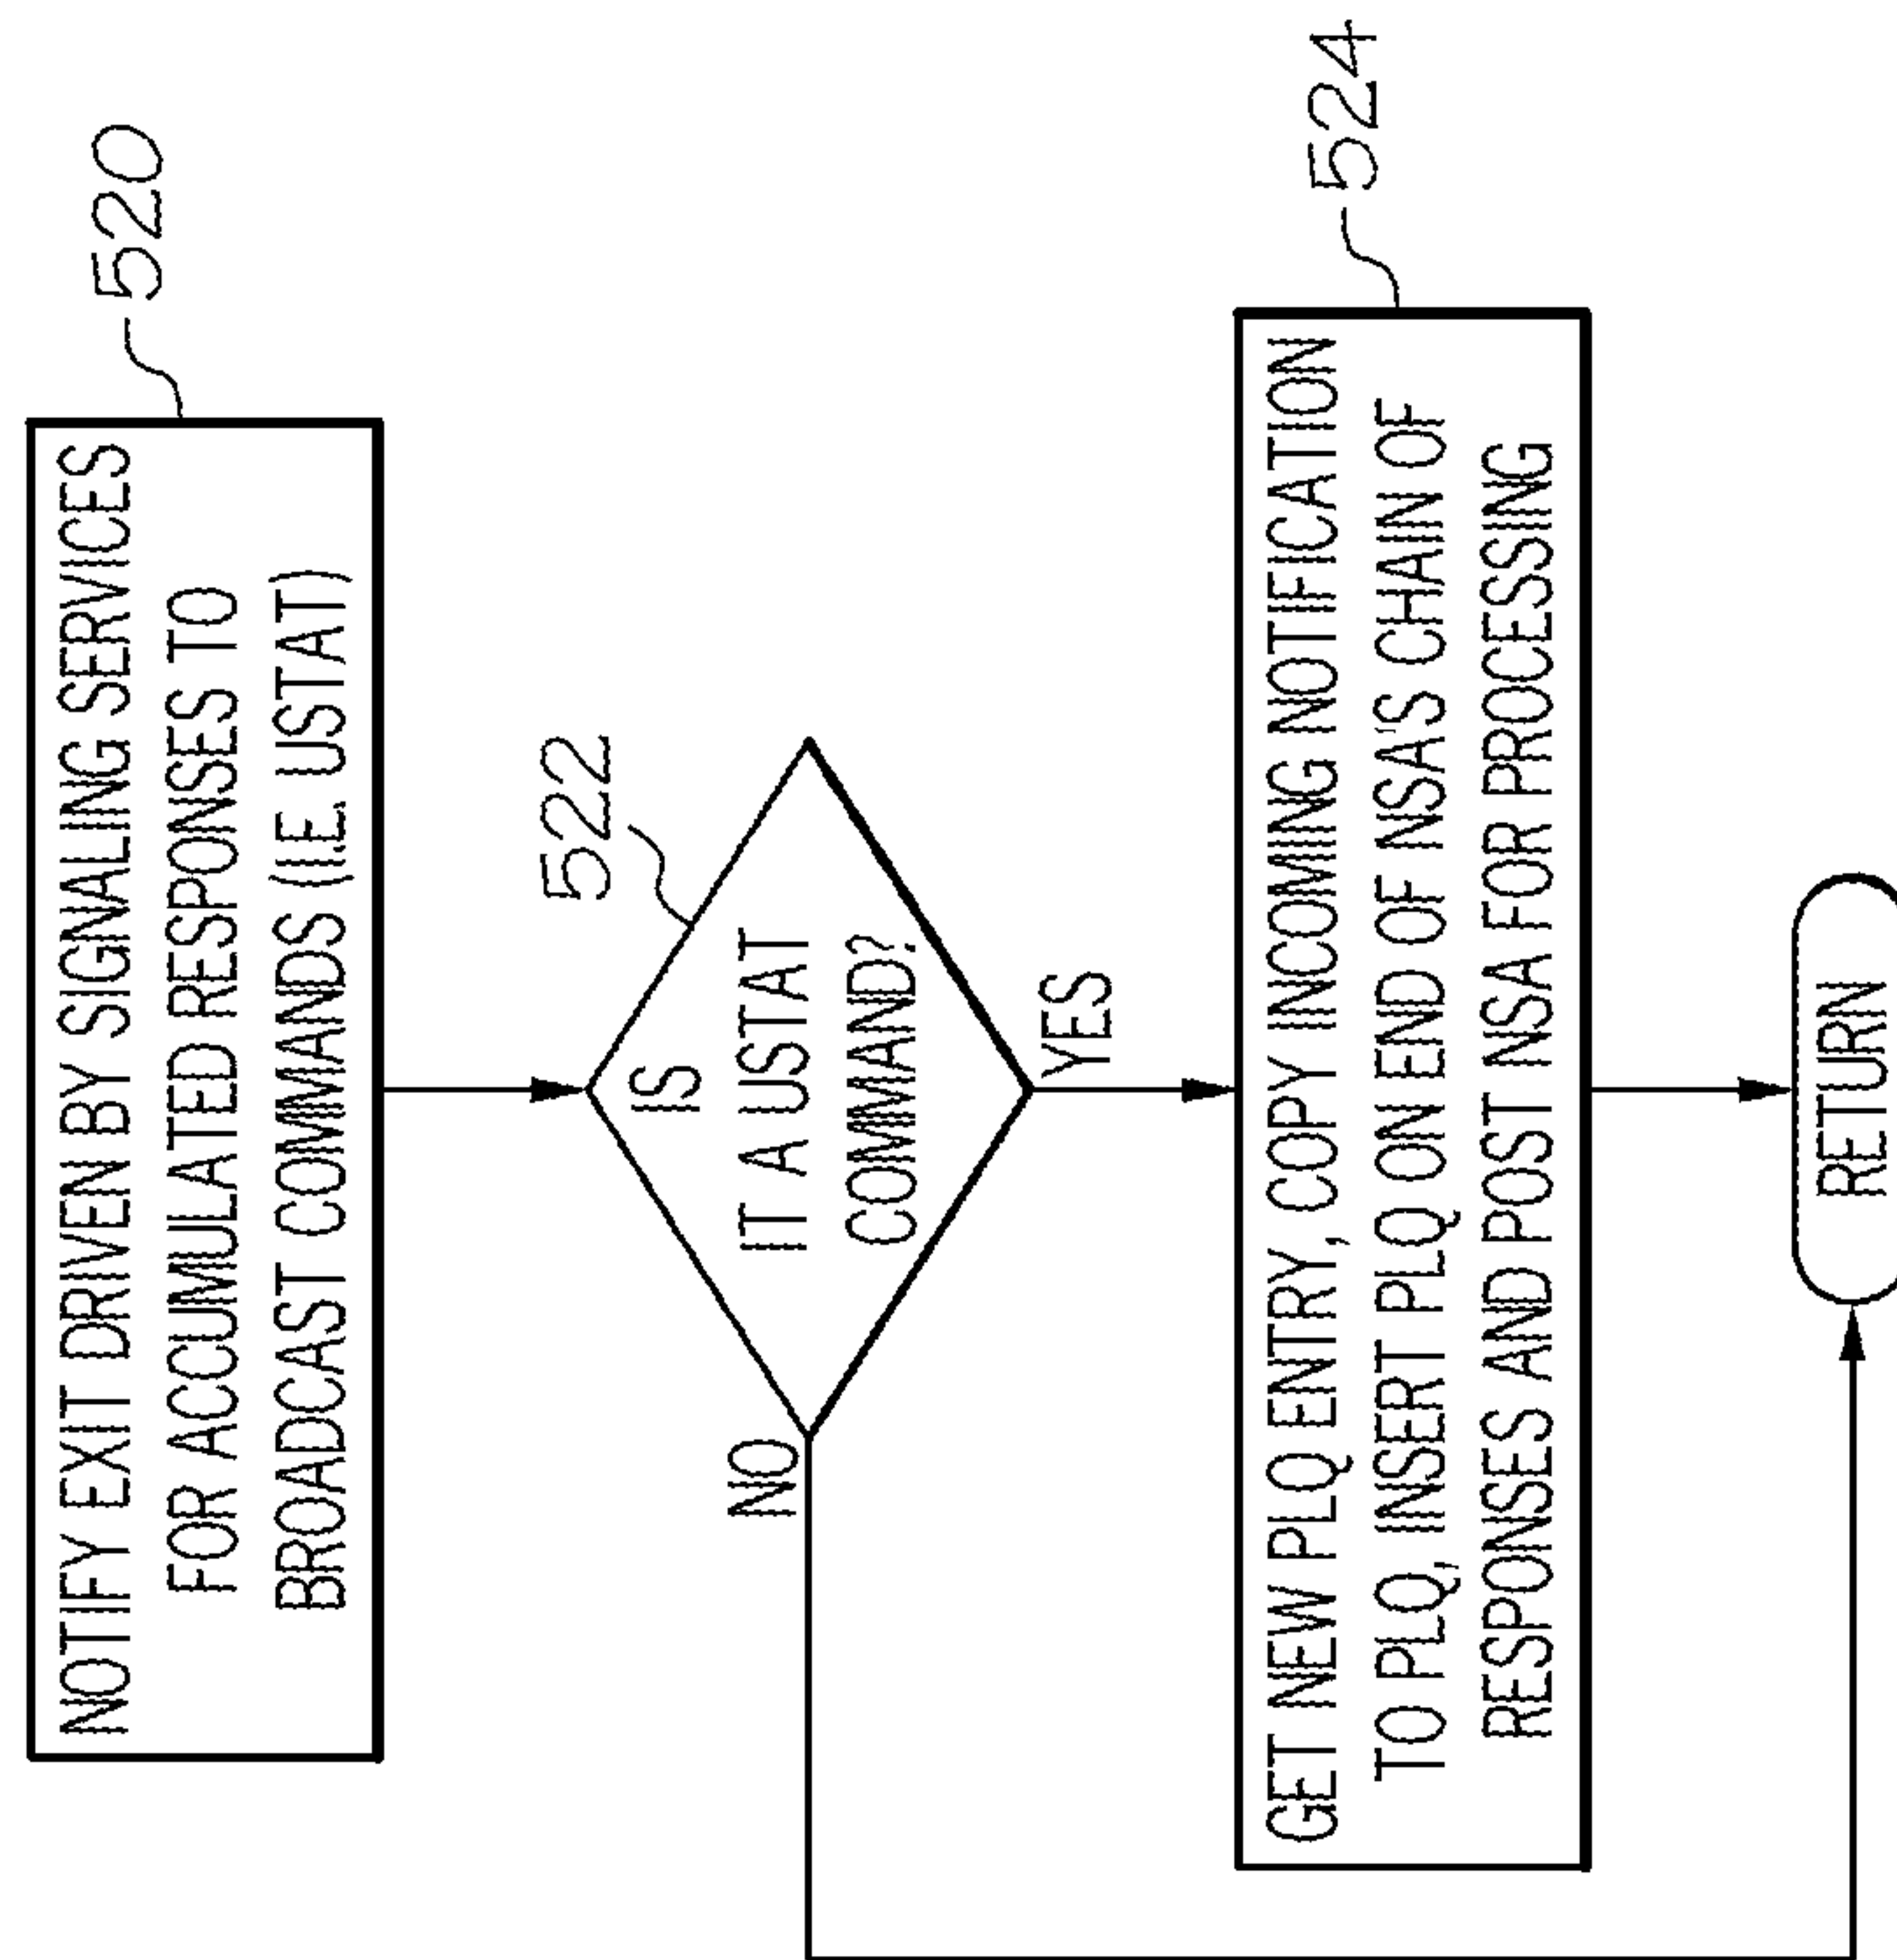 NOTIFY EXIT DRIVEN BY SIGNALING SERVICES
FOR ACCUMULATED RESPONSES TO
BROADCAST COMMANDS (I.E. USTAT)
520
IS
IT A USTAT
COMMAND?
522
NO
YES
GET NEW PLQ ENTRY, COPY INCOMING NOTIFICATION
TO PLQ, INSERT PLQ ON END OF NSA'S CHAIN OF
RESPONSES AND POST NSA FOR PROCESSING
524
RETURN